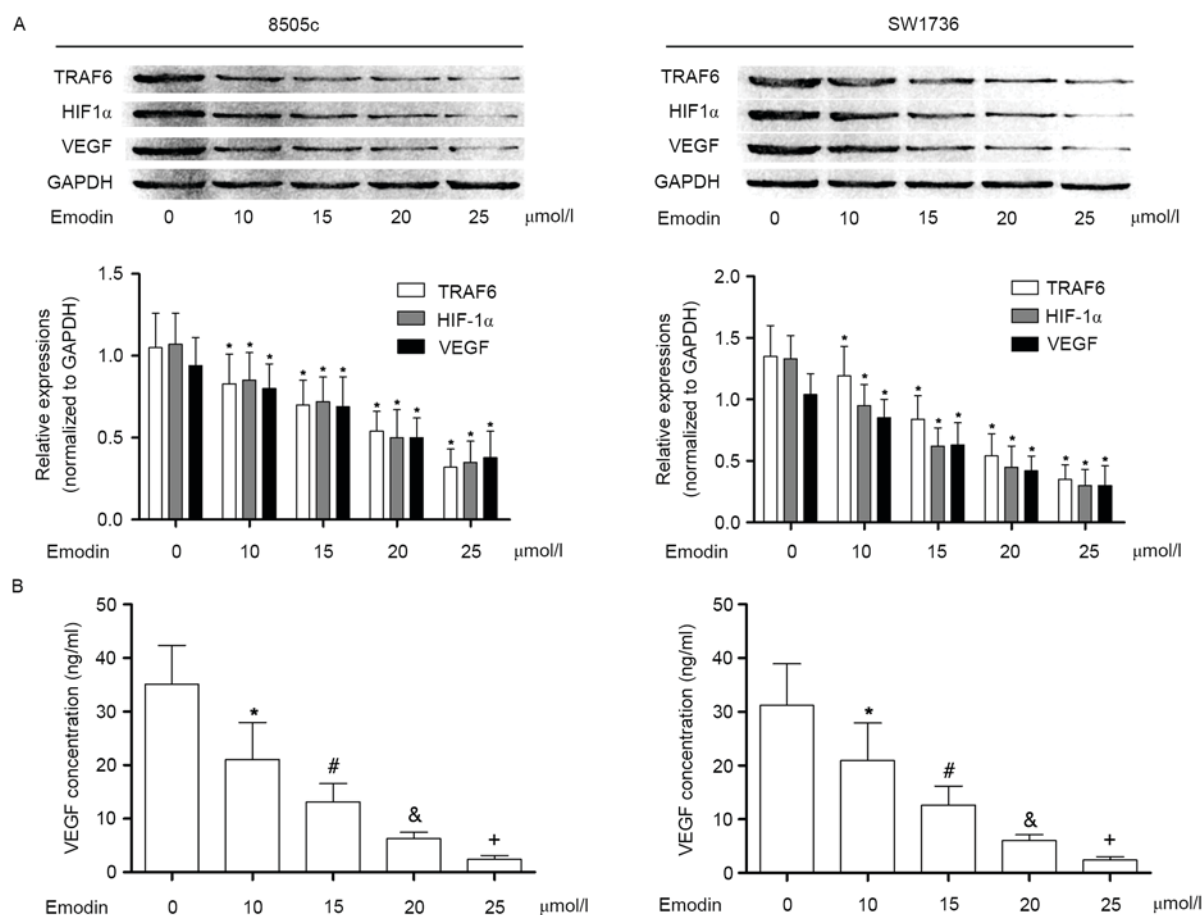 A
8505c
SW1736
TRAF6
HIF1α
VEGF
GAPDH
Emodin 0 10 15 20 25 μmol/l
TRAF6
HIF1α
VEGF
GAPDH
Emodin 0 10 15 20 25 μmol/l
Relative expressions
(normalized to GAPDH)
1.5
1.0
0.5
0.0
TRAF6
HIF-1α
VEGF
* * * * * * * * * * * *
Emodin 0 10 15 20 25 μmol/l
Relative expressions
(normalized to GAPDH)
2.0
1.5
1.0
0.5
0.0
TRAF6
HIF-1α
VEGF
* * * * * * * * * * * *
Emodin 0 10 15 20 25 μmol/l
B
VEGF concentration (ng/ml)
50
40
30
20
10
0
* # & +
Emodin 0 10 15 20 25 μmol/l
VEGF concentration (ng/ml)
50
40
30
20
10
0
* # & +
Emodin 0 10 15 20 25 μmol/l